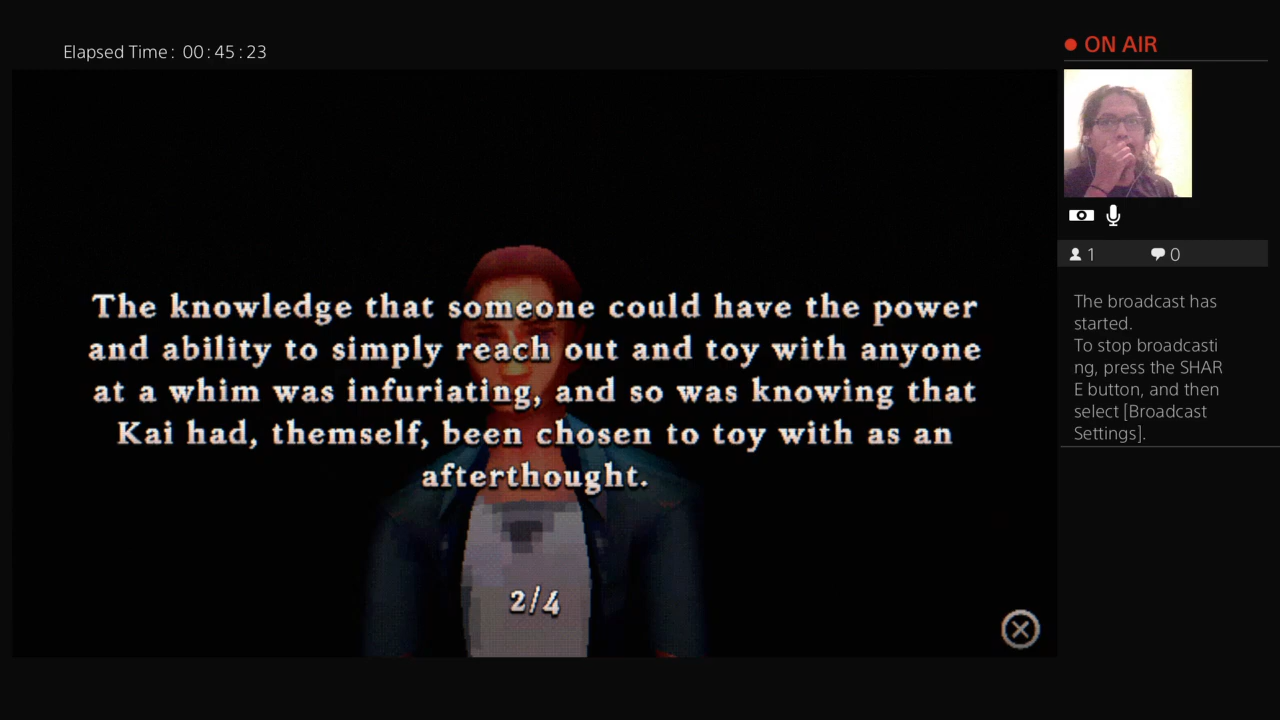 Elapsed Time: 00:45:23
ON AIR
The knowledge that someone could have the power
and ability to simply reach out and toy with anyone
at a whim was infuriating, and so was knowing that
Kai had, themself, been chosen to toy with as an
afterthought.
2/4
1
0
The broadcast has
started.
To stop broadcasti
ng, press the SHAR
E button, and then
select [Broadcast
Settings].